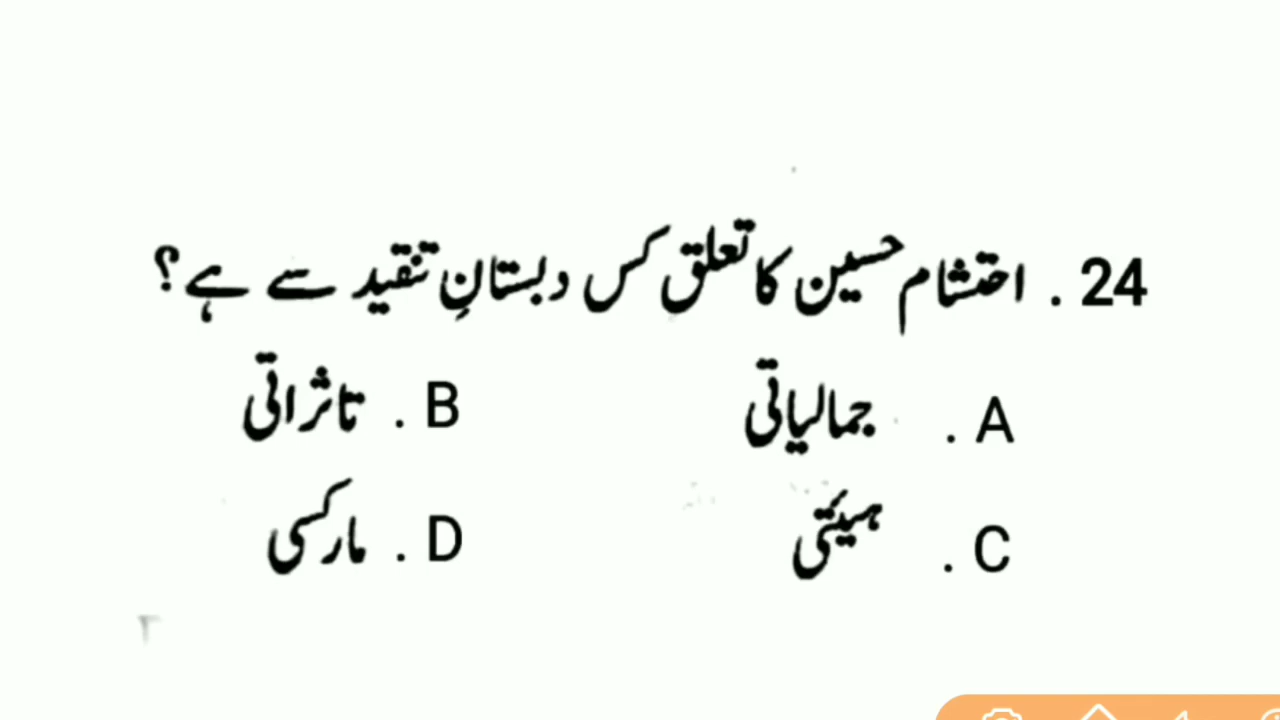 24 . احتشام حسین کا تعلق کس دبستانِ تنقید سے ہے؟
A . جمالیاتی B . تاثراتی
C . ہیئتی D . مارکسی